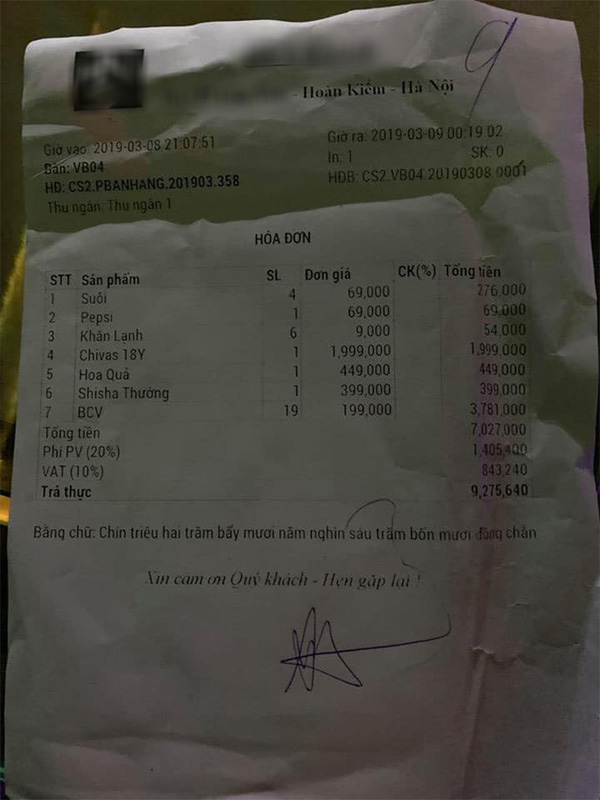 9
- Hoàn Kiếm - Hà Nội
Giờ vào: 2019-03-08 21:07:51 Giờ ra: 2019-03-09 00:19:02
Bàn: VB04 In: 1 SK: 0
HĐ: CS2.PBANHANG.201903.358 HĐB: CS2.VB04.20190308.0001
Thu ngân: Thu ngân 1
HÓA ĐƠN
STT Sản phẩm SL Đơn giá CK(%) Tổng tiền
1 Suối 4 69,000 276,000
2 Pepsi 1 69,000 69,000
3 Khăn Lạnh 6 9,000 54,000
4 Chivas 18Y 1 1,999,000 1,999,000
5 Hoa Quả 1 449,000 449,000
6 Shisha Thường 1 399,000 399,000
7 BCV 19 199,000 3,781,000
Tổng tiền 7,027,000
Phí PV (20%) 1,405,400
VAT (10%) 843,240
Trả thực 9,275,640
Bằng chữ: Chín triệu hai trăm bẩy mươi năm nghìn sáu trăm bốn mươi đồng chẵn
Xin cảm ơn Quý khách - Hẹn gặp lại !